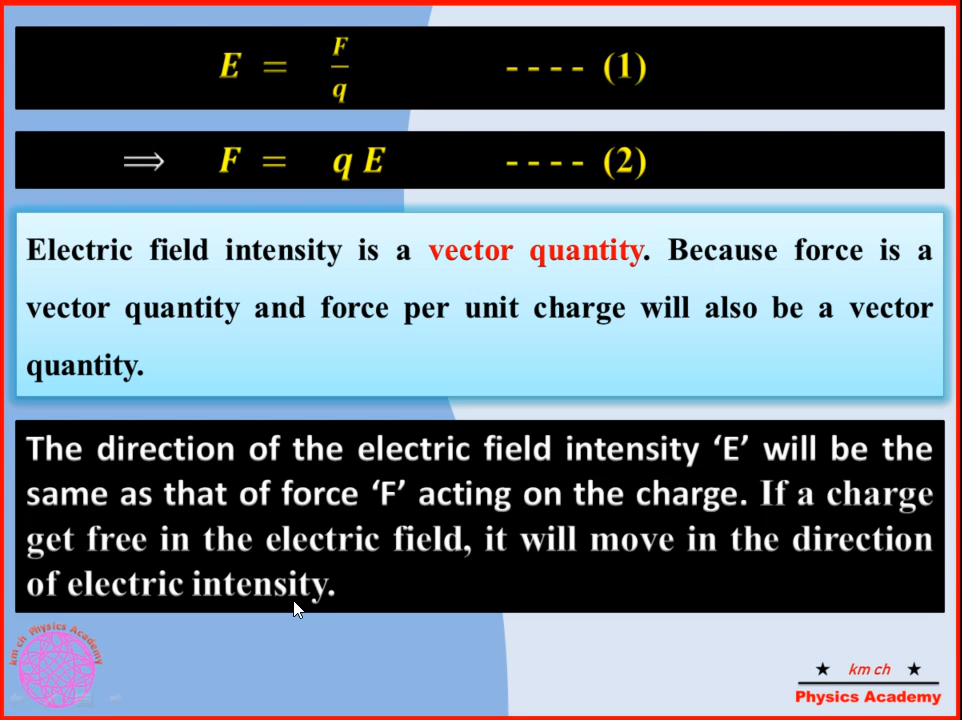 E = F/q ---- (1)
⟹ F = q E ---- (2)
Electric field intensity is a vector quantity. Because force is a
vector quantity and force per unit charge will also be a vector
quantity.
The direction of the electric field intensity ‘E’ will be the
same as that of force ‘F’ acting on the charge. If a charge
get free in the electric field, it will move in the direction
of electric intensity.
km ch Physics Academy
★ km ch ★
Physics Academy